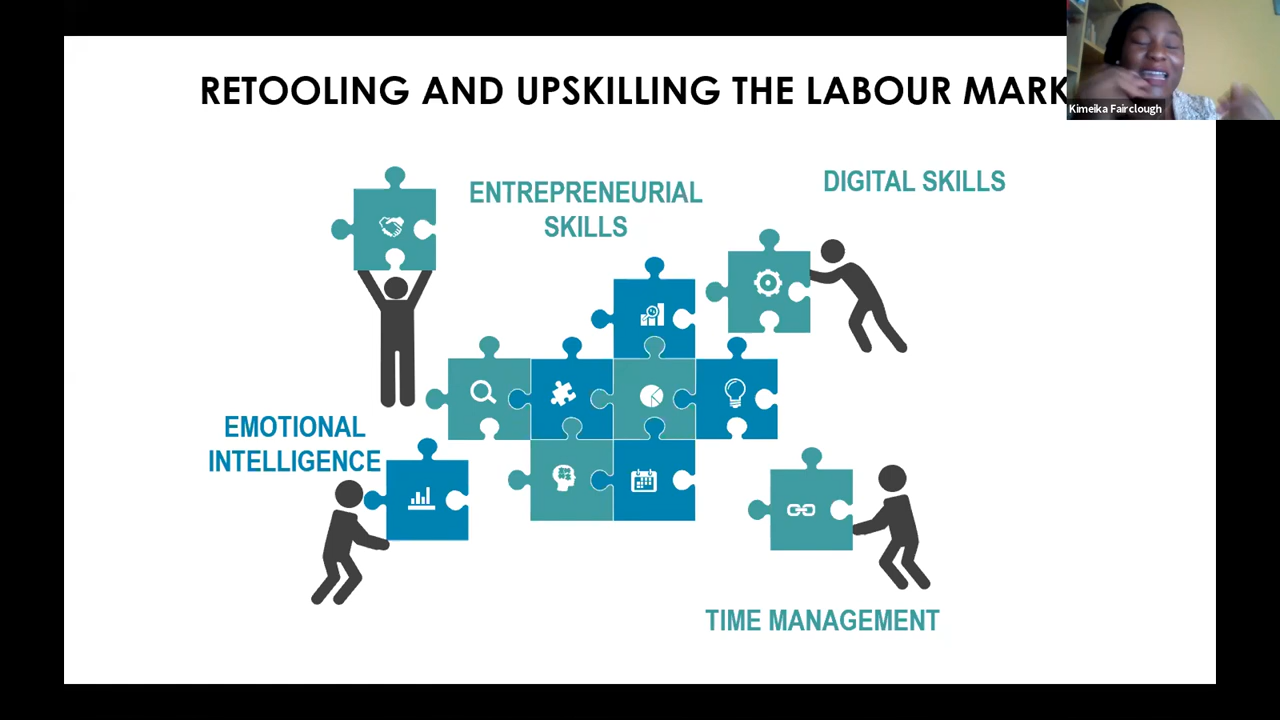 RETOOLING AND UPSKILLING THE LABOUR MARK
Kimeika Fairclough
ENTREPRENEURIAL
SKILLS
DIGITAL SKILLS
EMOTIONAL
INTELLIGENCE
TIME MANAGEMENT